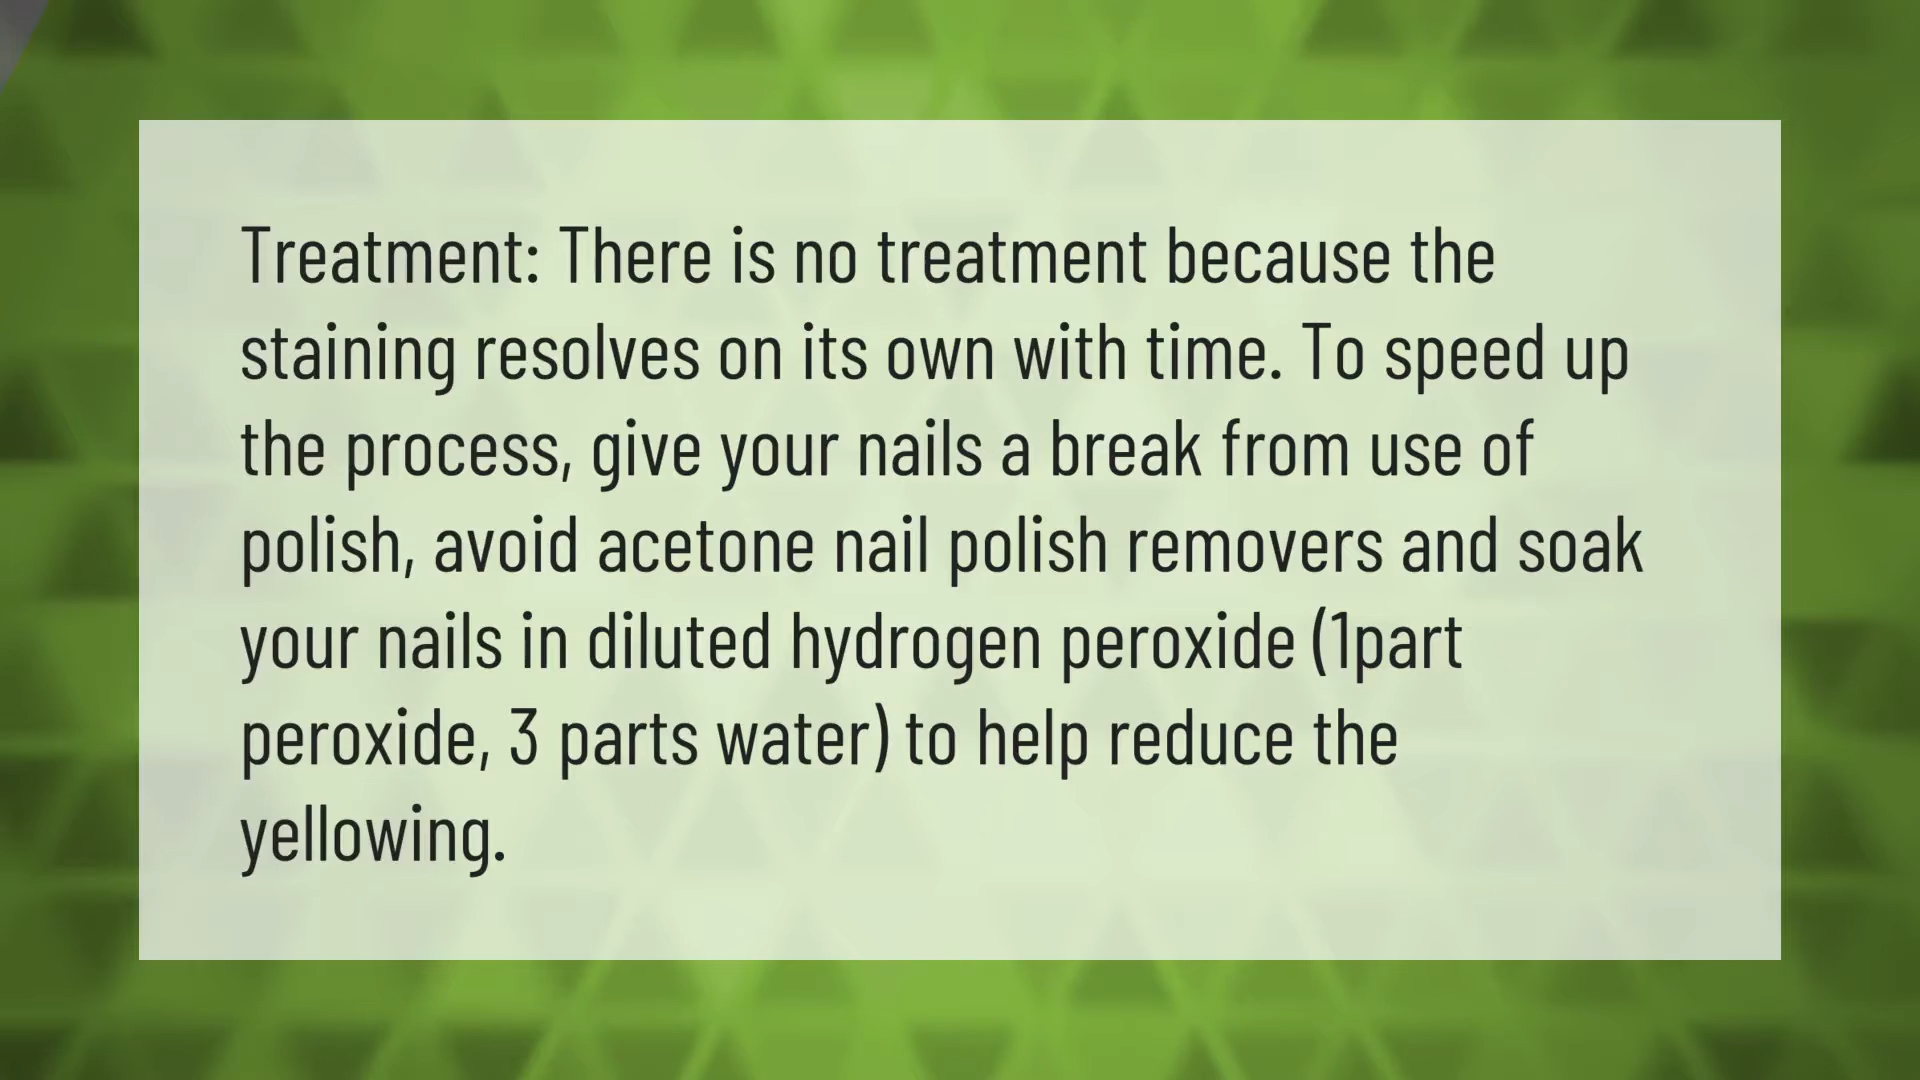 Treatment: There is no treatment because the
staining resolves on its own with time. To speed up
the process, give your nails a break from use of
polish, avoid acetone nail polish removers and soak
your nails in diluted hydrogen peroxide (1part
peroxide, 3 parts water) to help reduce the
yellowing.